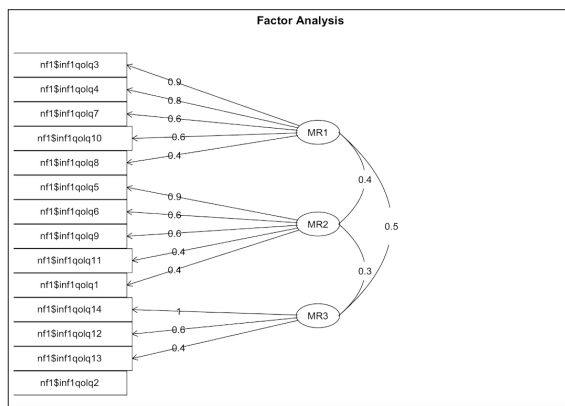 Factor Analysis
nf1$inf1qolq3
nf1$inf1qolq4
nf1$inf1qolq7
nf1$inf1qolq10
nf1$inf1qolq8
nf1$inf1qolq5
nf1$inf1qolq6
nf1$inf1qolq9
nf1$inf1qolq11
nf1$inf1qolq1
nf1$inf1qolq14
nf1$inf1qolq12
nf1$inf1qolq13
nf1$inf1qolq2
0.9
0.8
0.6
0.6
0.4
0.9
0.6
0.6
0.4
0.4
1
0.6
0.4
MR1
MR2
MR3
0.4
0.5
0.3